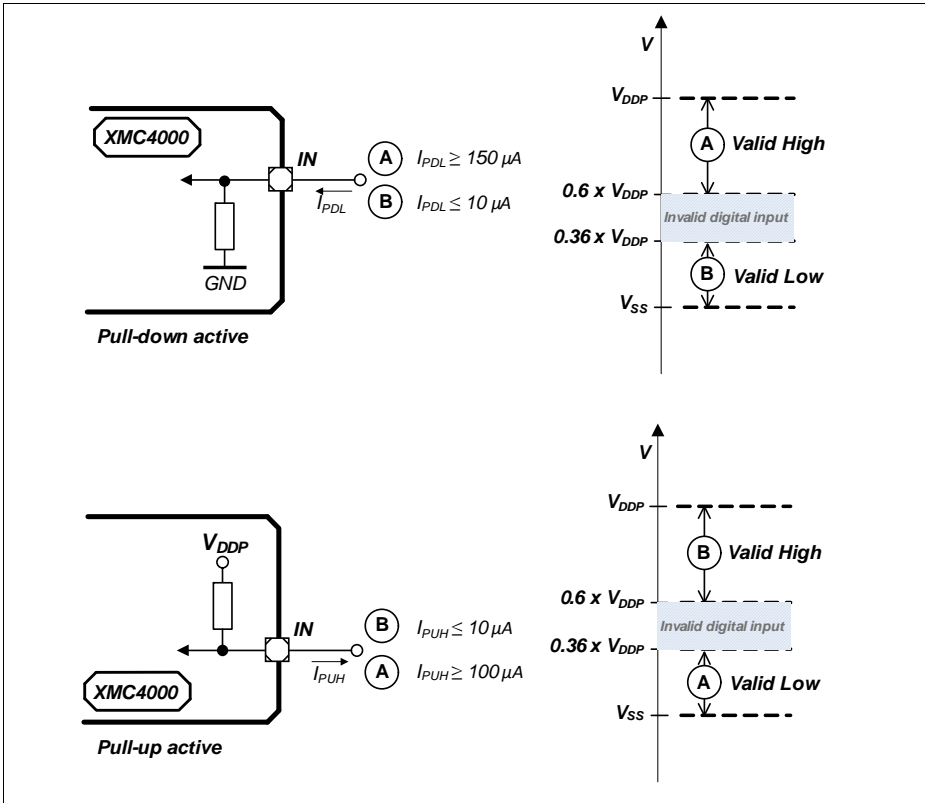 XMC4000
IN
A I_PDL ≥ 150 µA
I_PDL
B I_PDL ≤ 10 µA
GND
Pull-down active
V
V_DDP
A Valid High
0.6 x V_DDP
Invalid digital input
0.36 x V_DDP
B Valid Low
V_SS
V_DDP
IN
B I_PUH ≤ 10 µA
I_PUH
A I_PUH ≥ 100 µA
XMC4000
Pull-up active
V
V_DDP
B Valid High
0.6 x V_DDP
Invalid digital input
0.36 x V_DDP
A Valid Low
V_SS